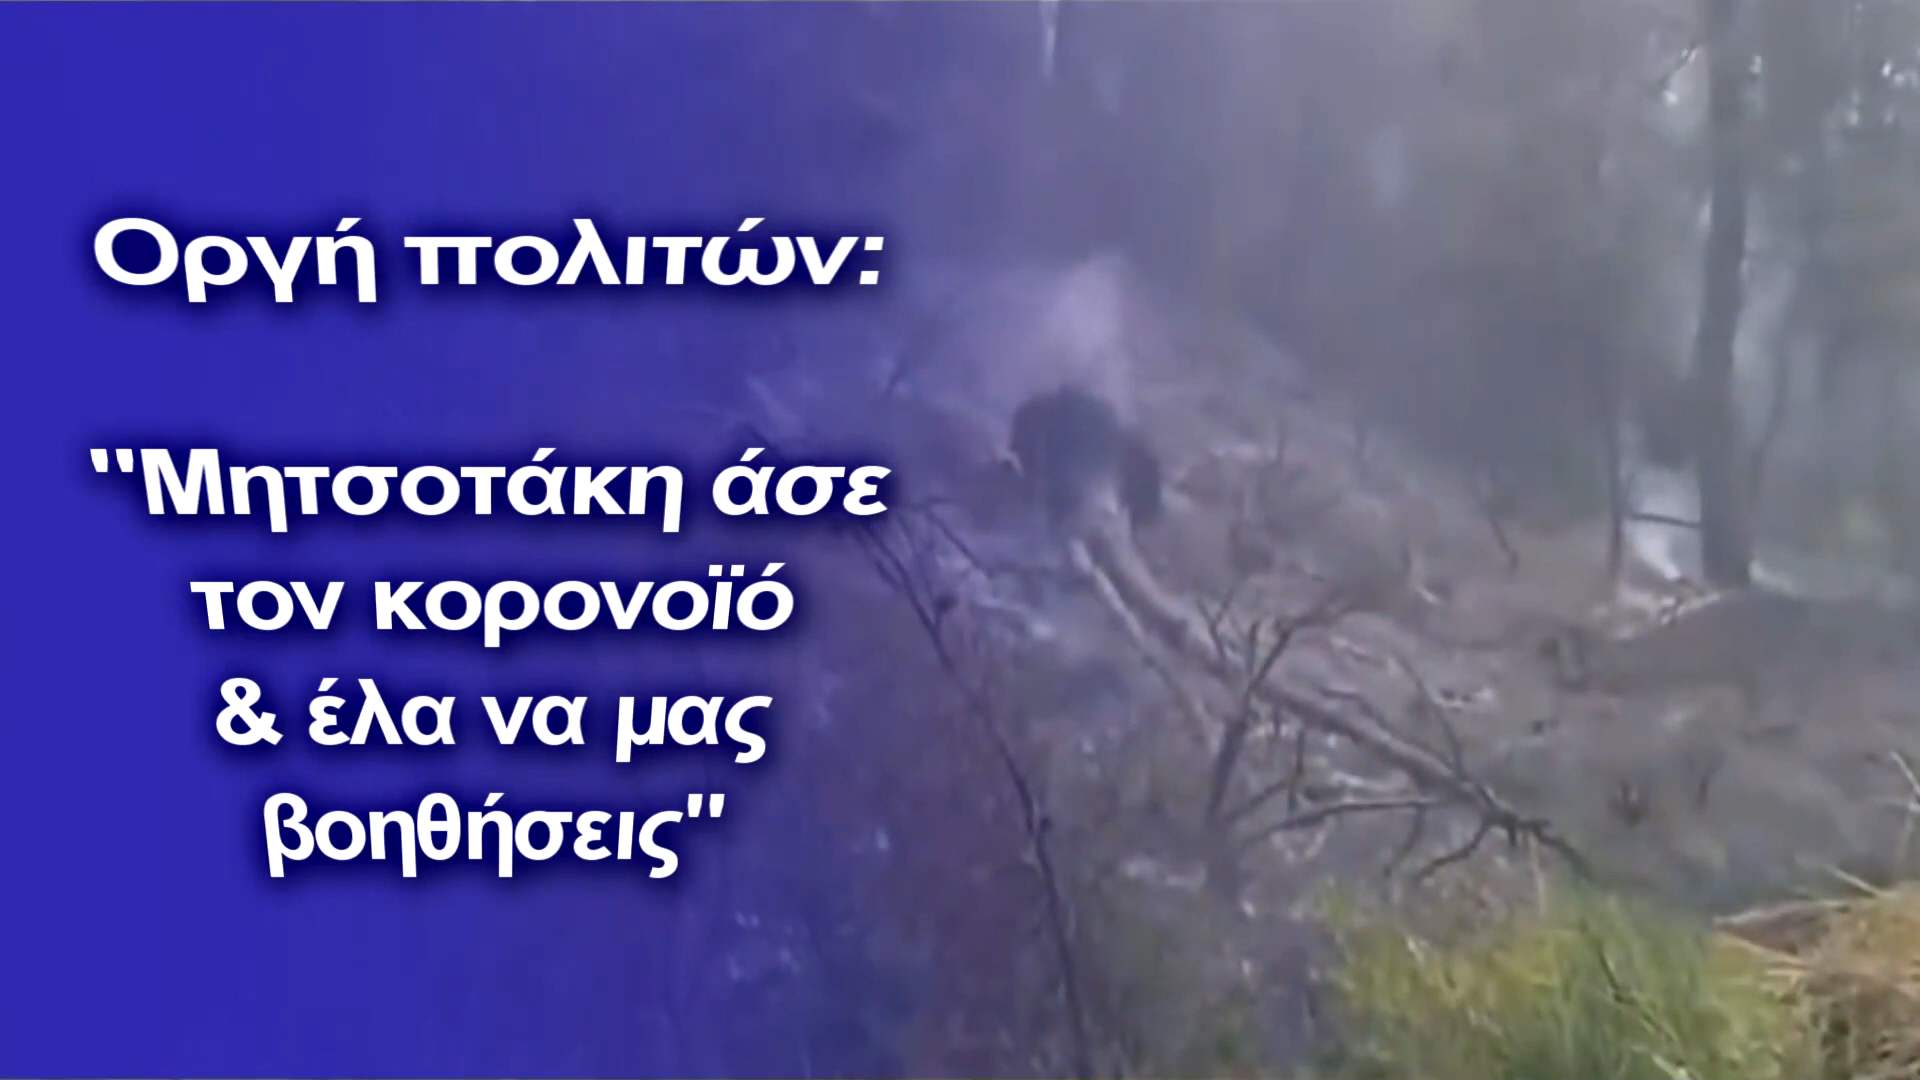 Οργή πολιτών:
"Μητσοτάκη άσε
τον κορονοϊό
& έλα να μας
βοηθήσεις"